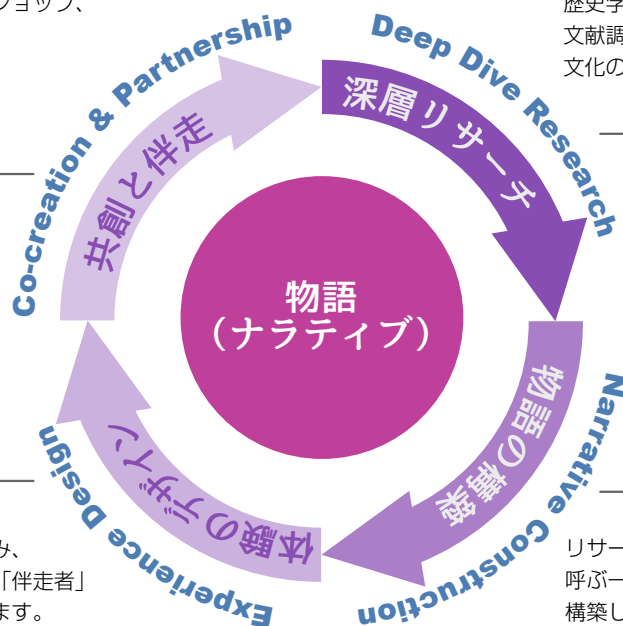 ショップ、
歴史学
文献調
文化の
Co-creation & Partnership
Deep Dive Research
共創と伴走
深層リサーチ
物語
（ナラティブ）
体験のデザイン
物語の構築
Experience Design
Narrative Construction
み、
「伴走者」
ます。
リサー
呼ぶ一
構築し